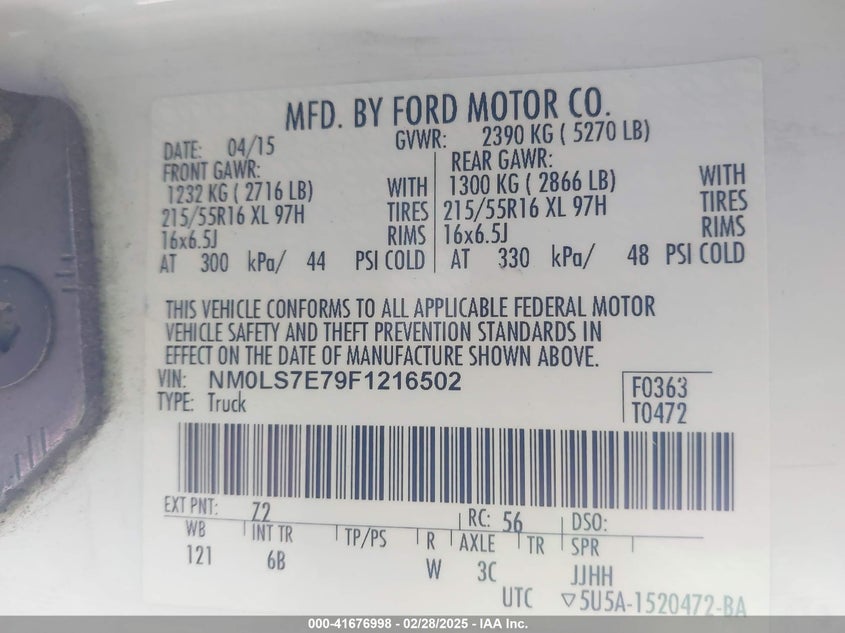 MFD. BY FORD MOTOR CO.
DATE: 04/15 GVWR: 2390 KG ( 5270 LB)
FRONT GAWR: REAR GAWR:
1232 KG ( 2716 LB) WITH 1300 KG ( 2866 LB) WITH
215/55R16 XL 97H TIRES 215/55R16 XL 97H TIRES
16x6.5J RIMS 16x6.5J RIMS
AT 300 kPa/ 44 PSI COLD AT 330 kPa/ 48 PSI COLD
THIS VEHICLE CONFORMS TO ALL APPLICABLE FEDERAL MOTOR
VEHICLE SAFETY AND THEFT PREVENTION STANDARDS IN
EFFECT ON THE DATE OF MANUFACTURE SHOWN ABOVE.
VIN: NM0LS7E79F1216502 F0363
TYPE: Truck T0472
EXT PNT: 7Z RC: 56 DSO:
WB INT TR TP/PS R AXLE TR SPR
121 6B W 3C JJHH
UTC ▽5U5A-1520472-BA
000-41676998 - 02/28/2025 - © IAA Inc.